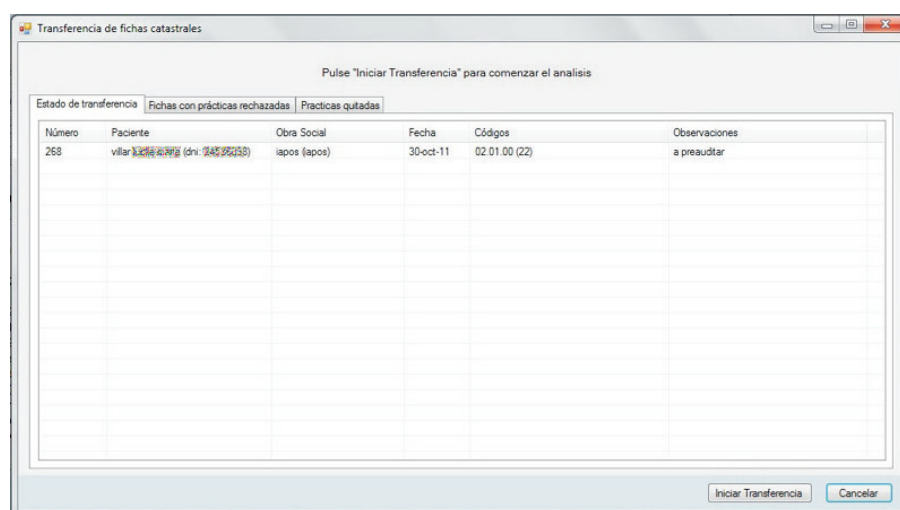 Transferencia de fichas catastrales
Pulse "Iniciar Transferencia" para comenzar el analisis
Estado de transferencia Fichas con prácticas rechazadas Practicas quitadas
Número Paciente Obra Social Fecha Códigos Observaciones
268 villar (dni: iapos (iapos) 30-oct-11 02.01.00 (22) a preauditar
Iniciar Transferencia Cancelar